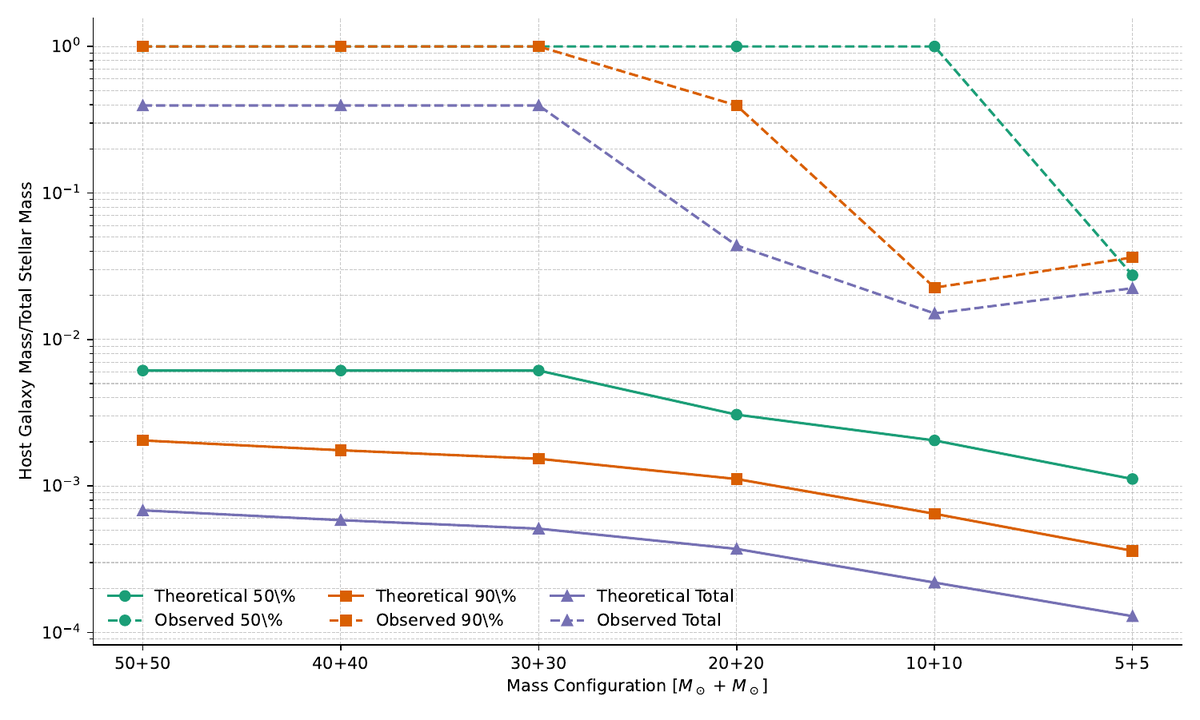 10⁰
10⁻¹
10⁻²
10⁻³
10⁻⁴
Host Galaxy Mass/Total Stellar Mass
Theoretical 50\%
Observed 50\%
Theoretical 90\%
Observed 90\%
Theoretical Total
Observed Total
50+50 40+40 30+30 20+20 10+10 5+5
Mass Configuration [M⊙ + M⊙]